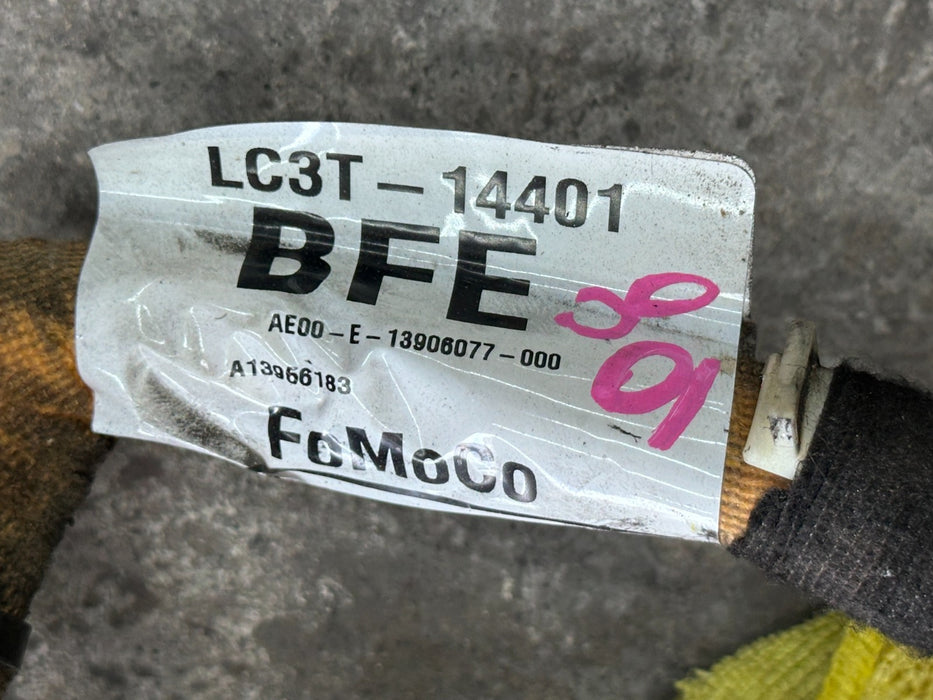 LC3T-14401
BFE
AE00-E-13906077-000
A13966183
FoMoCo